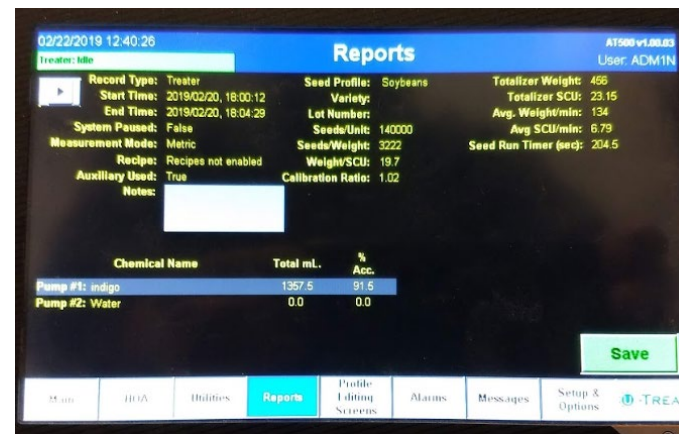 02/22/2019 12:40:26
Reports
AT500 v1.00.03
Treater: Idle
User: ADM1N
Record Type: Treater
Start Time: 2019/02/20, 18:00:12
End Time: 2019/02/20, 18:04:29
System Paused: False
Measurement Mode: Metric
Recipe: Recipes not enabled
Auxiliary Used: True
Notes:
Seed Profile: Soybeans
Variety:
Lot Number:
Seeds/Unit: 140000
Seeds/Weight: 3222
Weight/SCU: 19.7
Calibration Ratio: 1.02
Totalizer Weight: 456
Totalizer SCU: 23.15
Avg. Weight/min: 134
Avg SCU/min: 6.79
Seed Run Timer (sec): 204.5
Chemical Name Total mL. % Acc.
Pump #1: indigo 1357.5 91.5
Pump #2: Water 0.0 0.0
Save
Main
HOA
Utilities
Reports
Profile
Editing
Screens
Alarms
Messages
Setup &
Options
U-TREA